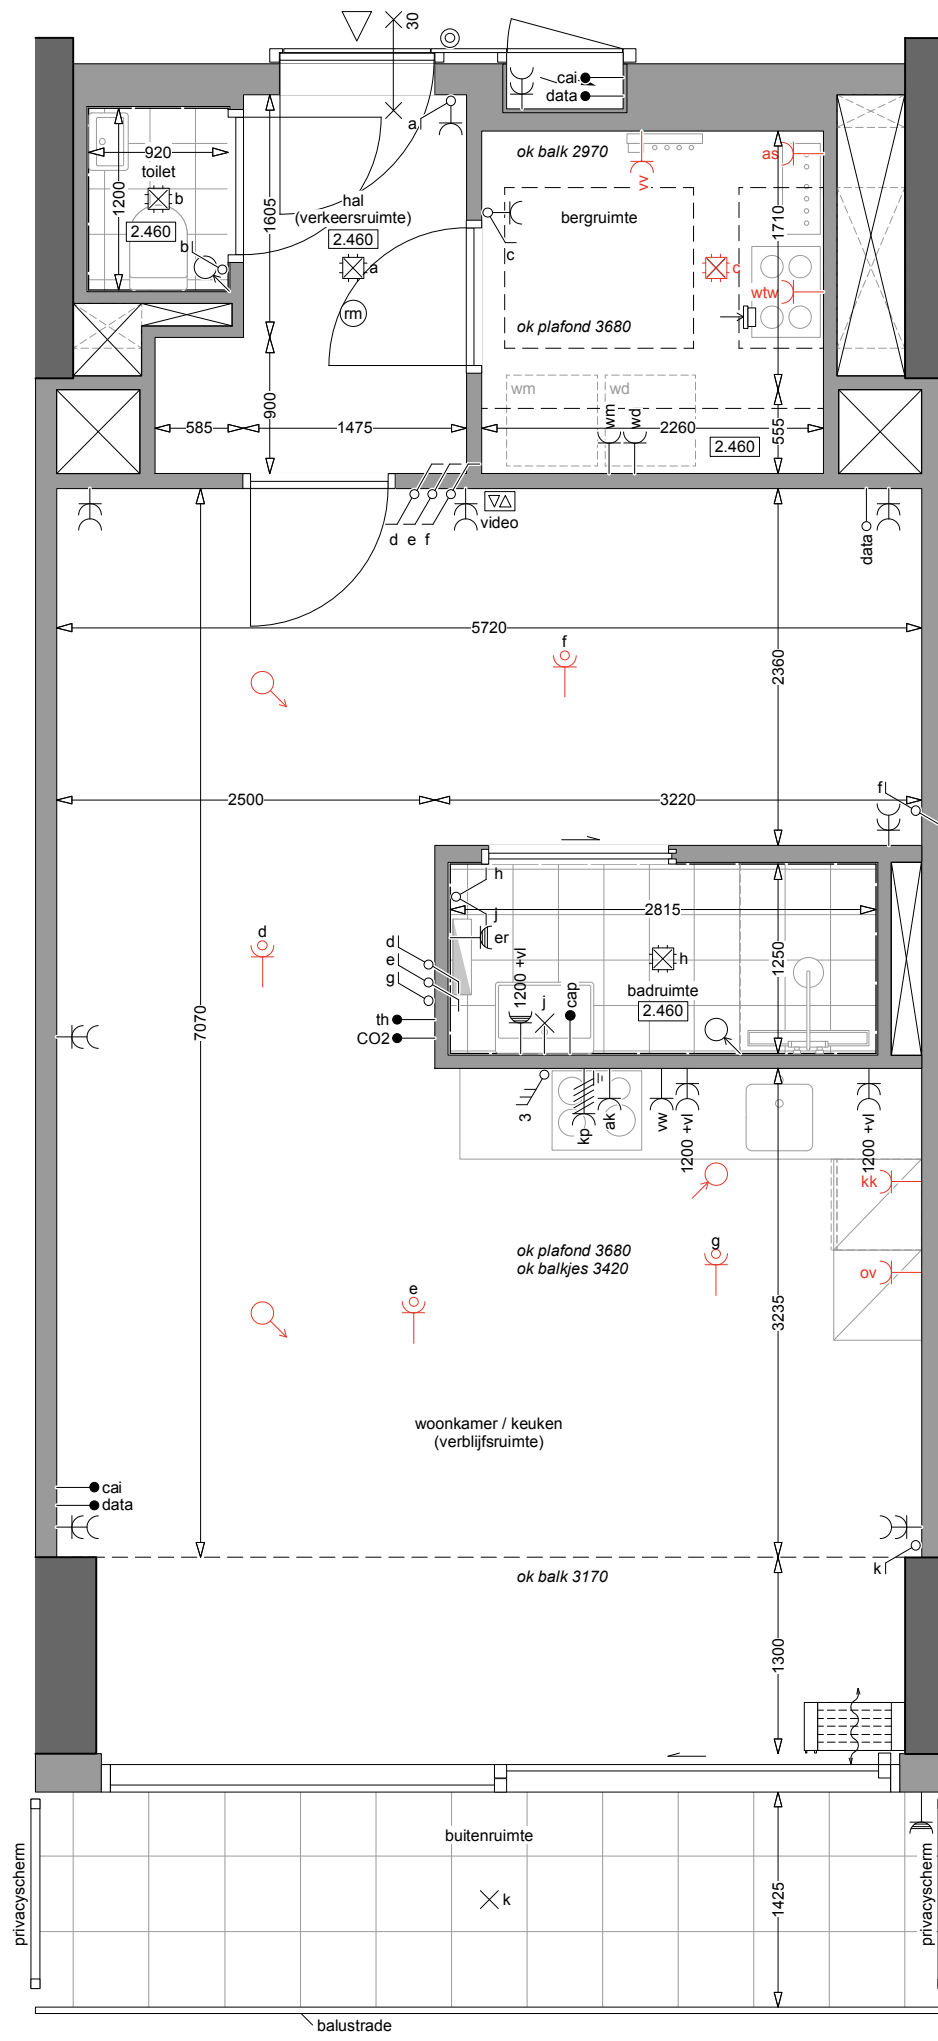 30
cai
data
a
ok balk 2970
vv
as
920
toilet
1200
b
2.460
b
1605
hal
(verkeersruimte)
2.460
a
rm
c
bergruimte
1710
c
wtw
ok plafond 3680
900
585
1475
wm
wd
wm
wd
2260
2.460
555
d
e
f
video
data
5720
f
2360
2500
3220
f
7070
d
h
j
er
2815
1250
d
e
g
1200 +vl
j
cap
h
badruimte
2.460
th
CO2
3
kp
ak
vw
1200 +vl
1200 +vl
kk
ok plafond 3680
ok balkjes 3420
g
ov
e
3235
woonkamer / keuken
(verblijfsruimte)
cai
data
k
ok balk 3170
1300
buitenruimte
privacyscherm
k
1425
privacyscherm
balustrade